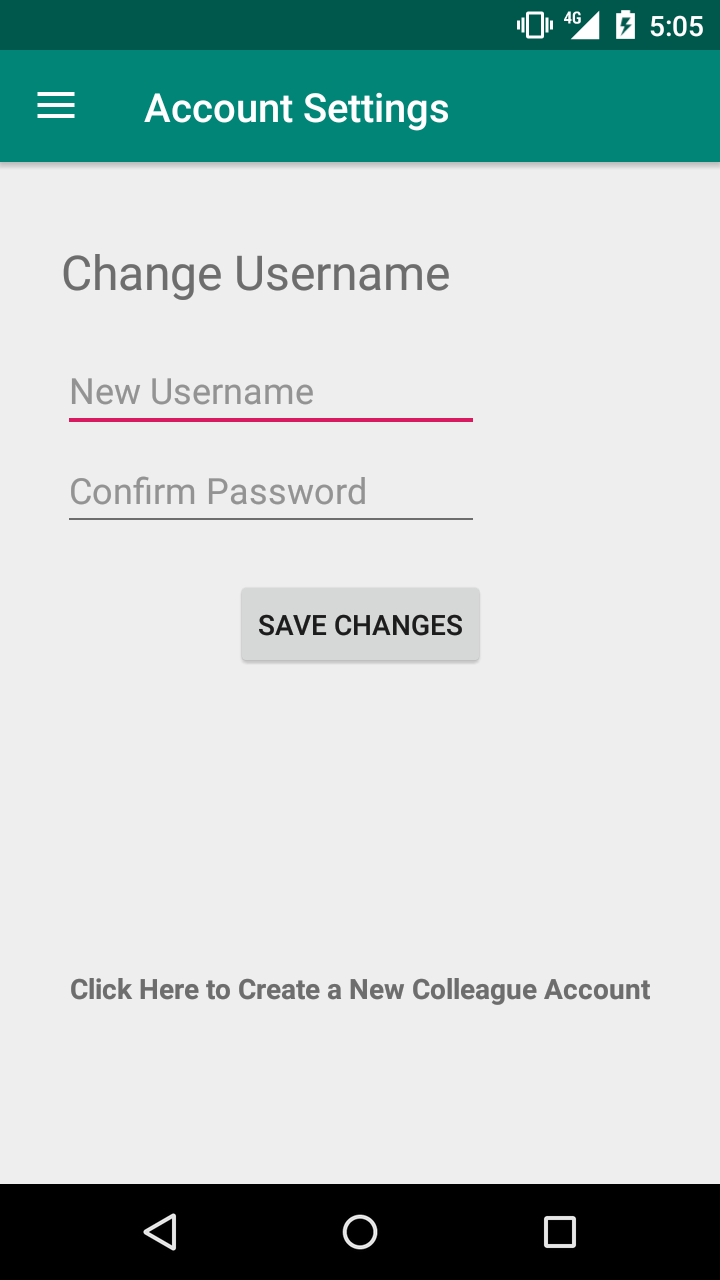 4G 5:05
Account Settings
Change Username
New Username
Confirm Password
SAVE CHANGES
Click Here to Create a New Colleague Account